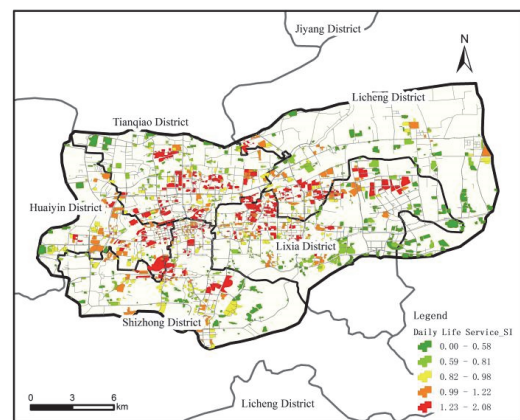 Jiyang District
N
Licheng District
Tianqiao District
Huaiyin District
Lixia District
Shizhong District
Legend
Daily Life Service_SI
0.00 - 0.58
0.59 - 0.81
0.82 - 0.98
0.99 - 1.22
1.23 - 2.08
0 3 6
km
Licheng District